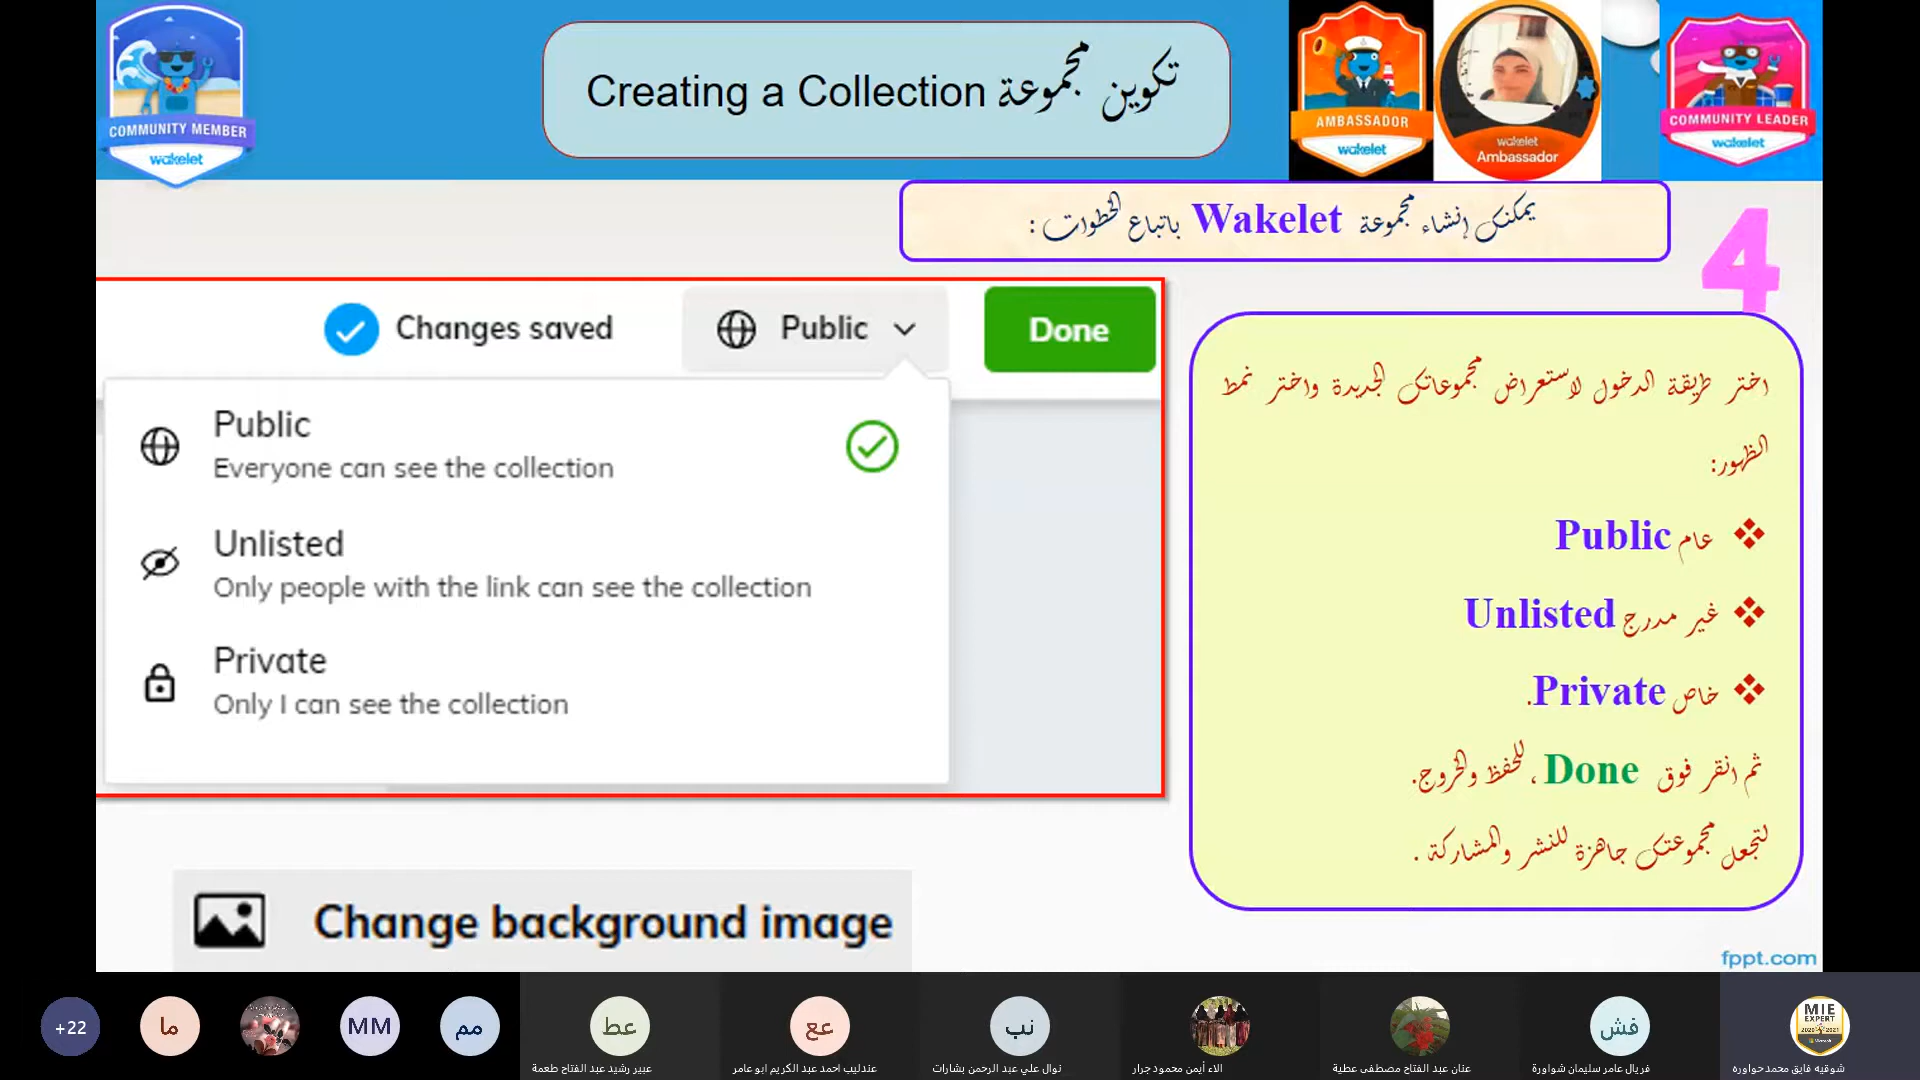 COMMUNITY MEMBER
wakelet
Creating a Collection تكوين مجموعة
AMBASSADOR
wakelet
wakelet
Ambassador
COMMUNITY LEADER
wakelet
يمكنك إنشاء مجموعة Wakelet باتباع الخطوات :
4
Changes saved
Public
Done
Public
Everyone can see the collection
Unlisted
Only people with the link can see the collection
Private
Only I can see the collection
Change background image
اختر طريقة الدخول لاستعراض مجموعاتك الجديدة واختر نمط
الظهور:
عام Public
غير مدرج Unlisted
خاص Private.
ثم انقر فوق Done ، للحفظ والخروج.
لتجعل مجموعتك جاهزة للنشر والمشاركة .
fppt.com
+22
ما
MM
مم
عط
عبير رشيد عبد الفتاح طعمة
عع
عندليب احمد عبد الكريم ابو عامر
نب
نوال علي عبد الرحمن بشارات
الاء أيمن محمود جرار
عنان عبد الفتاح مصطفى عطية
فش
فريال عامر سليمان شواورة
MIE
EXPERT
2020 2021
شوقيه فايق محمد حواوره